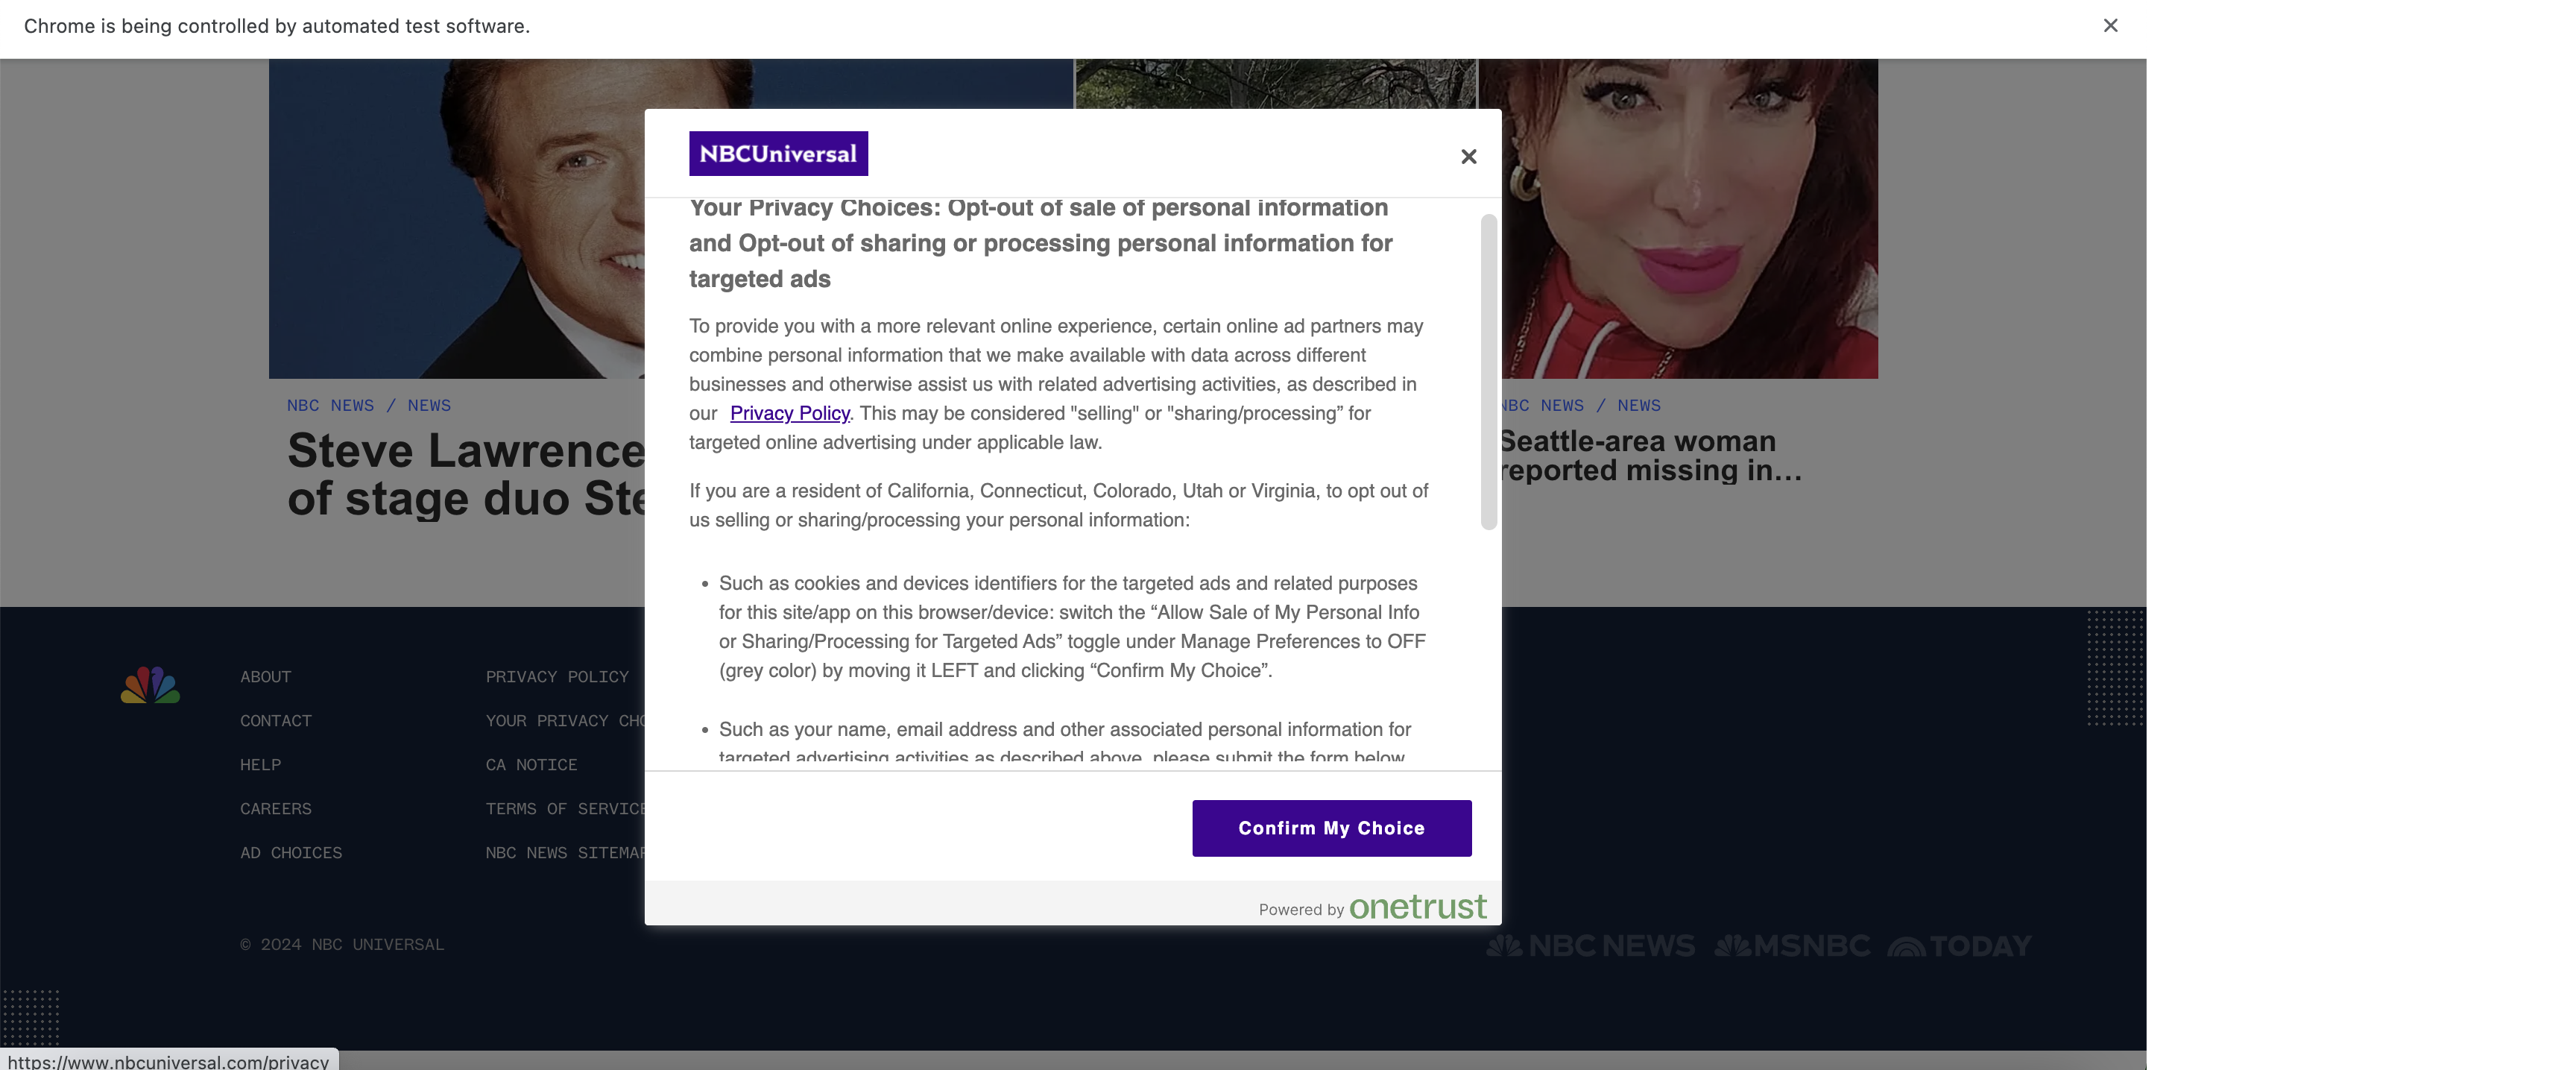 Chrome is being controlled by automated test software.
NBCUniversal
Your Privacy Choices: Opt-out of sale of personal information
and Opt-out of sharing or processing personal information for
targeted ads
To provide you with a more relevant online experience, certain online ad partners may
combine personal information that we make available with data across different
businesses and otherwise assist us with related advertising activities, as described in
our Privacy Policy. This may be considered "selling" or "sharing/processing” for
targeted online advertising under applicable law.
If you are a resident of California, Connecticut, Colorado, Utah or Virginia, to opt out of
us selling or sharing/processing your personal information:
• Such as cookies and devices identifiers for the targeted ads and related purposes
for this site/app on this browser/device: switch the “Allow Sale of My Personal Info
or Sharing/Processing for Targeted Ads” toggle under Manage Preferences to OFF
(grey color) by moving it LEFT and clicking “Confirm My Choice”.
• Such as your name, email address and other associated personal information for
targeted advertising activities as described above, please submit the form below.
Confirm My Choice
Powered by onetrust
NBC NEWS / NEWS
Steve Lawrence
of stage duo Ste
NBC NEWS / NEWS
Seattle-area woman
reported missing in...
ABOUT
CONTACT
HELP
CAREERS
AD CHOICES
PRIVACY POLICY
YOUR PRIVACY CHO
CA NOTICE
TERMS OF SERVICE
NBC NEWS SITEMAP
© 2024 NBC UNIVERSAL
NBC NEWS MSNBC TODAY
https://www.nbcuniversal.com/privacy